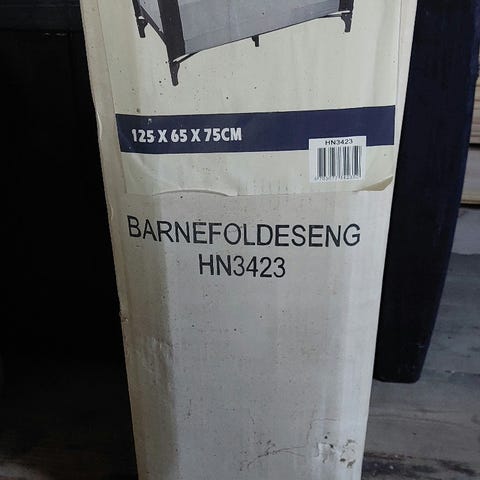 125 X 65 X 75CM
HN3423
BARNEFOLDESENG
HN3423